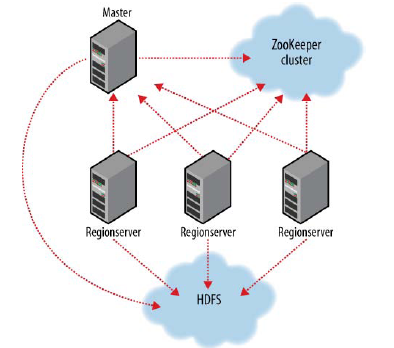 Master
ZooKeeper
cluster
Regionserver
Regionserver
Regionserver
HDFS